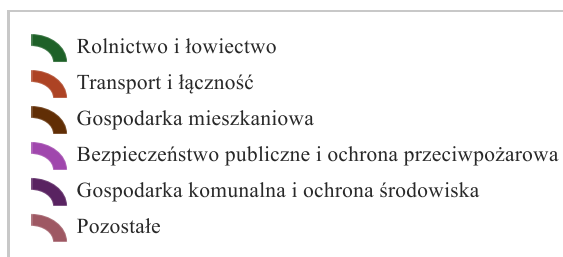 Rolnictwo i łowiectwo
Transport i łączność
Gospodarka mieszkaniowa
Bezpieczeństwo publiczne i ochrona przeciwpożarowa
Gospodarka komunalna i ochrona środowiska
Pozostałe